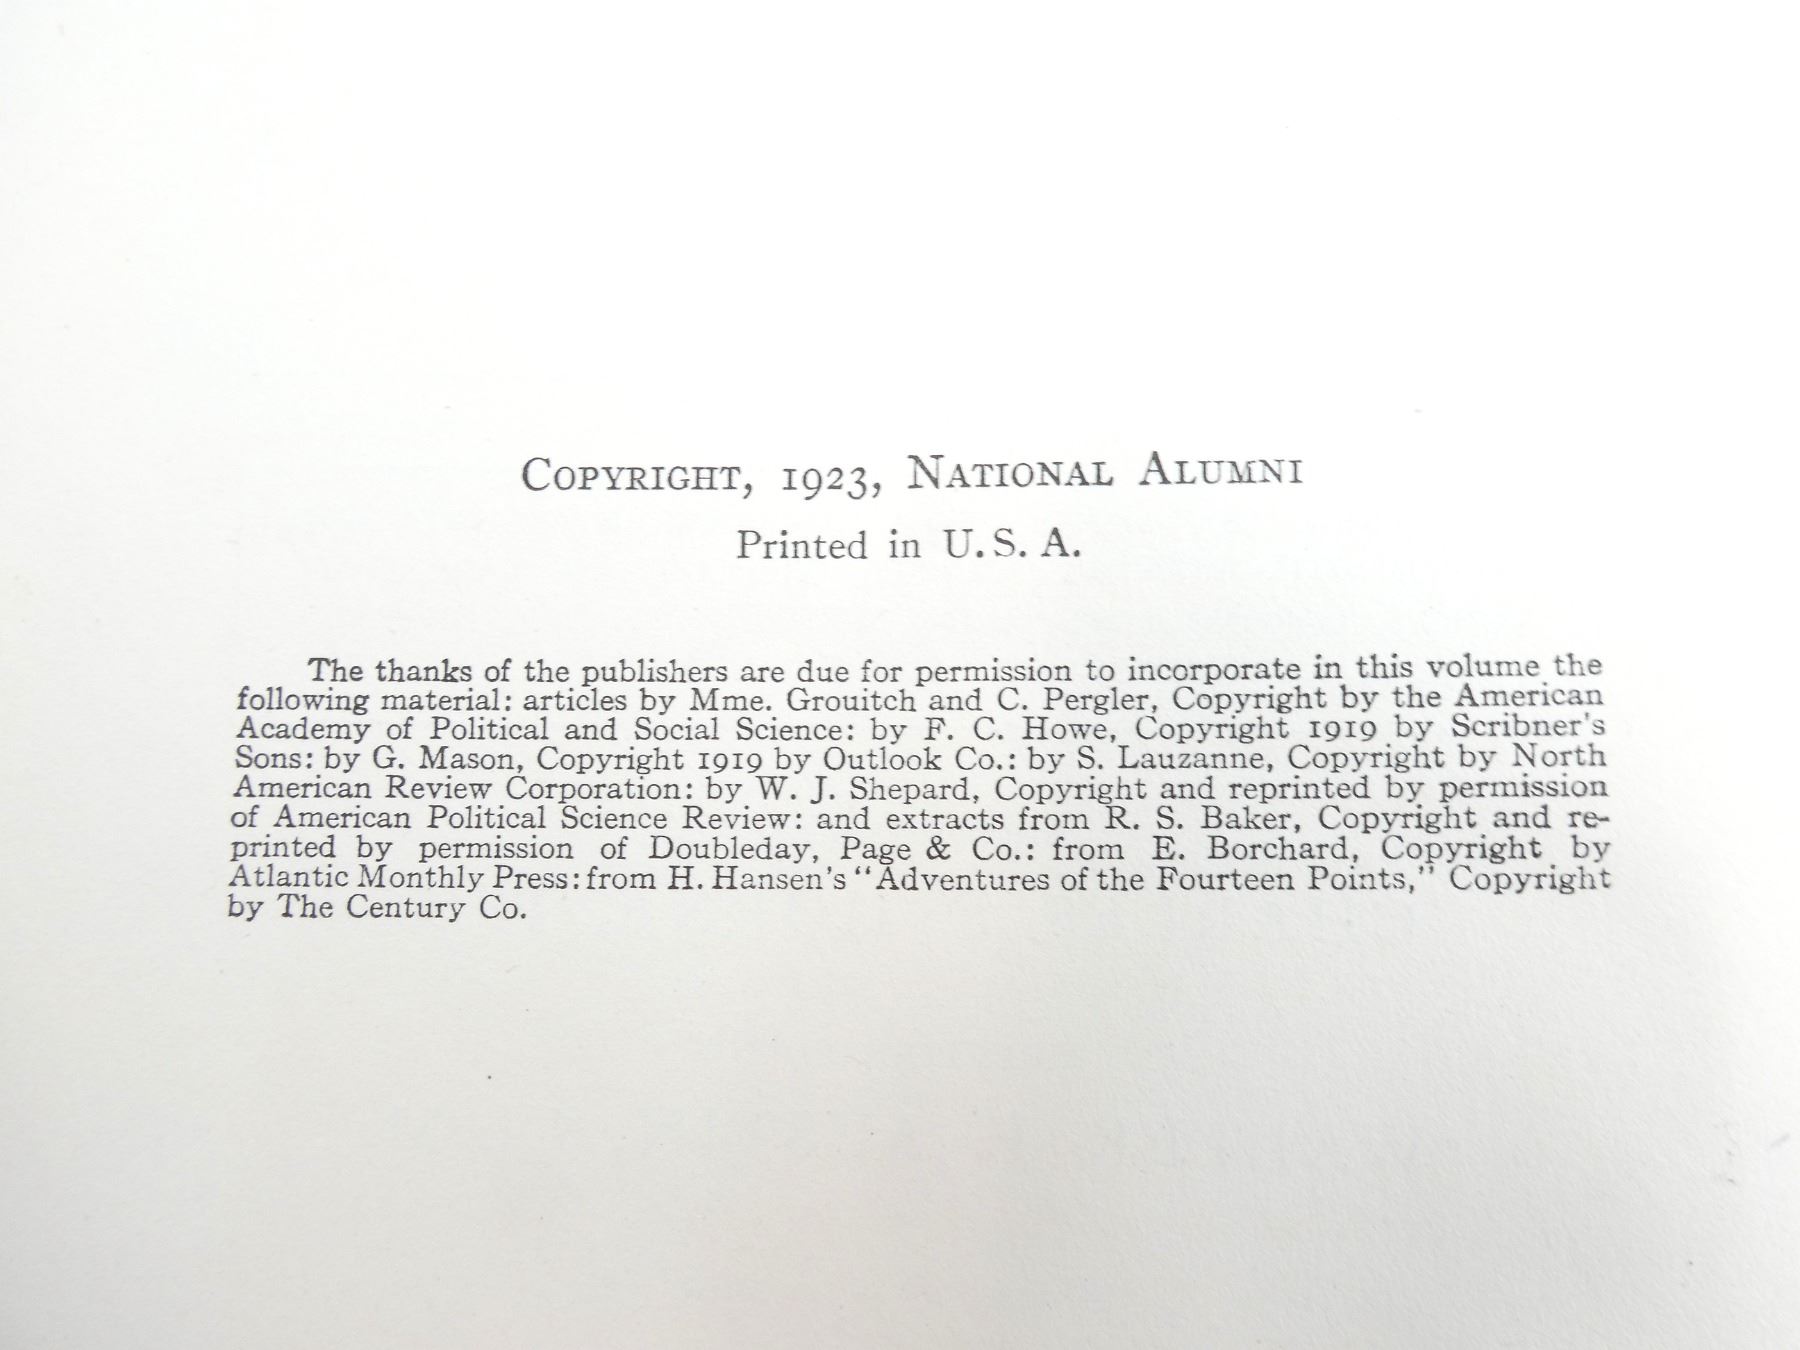 COPYRIGHT, 1923, NATIONAL ALUMNI
Printed in U. S. A.
The thanks of the publishers are due for permission to incorporate in this volume the
following material: articles by Mme. Grouitch and C. Pergler, Copyright by the American
Academy of Political and Social Science: by F. C. Howe, Copyright 1919 by Scribner's
Sons: by G. Mason, Copyright 1919 by Outlook Co.: by S. Lauzanne, Copyright by North
American Review Corporation: by W. J. Shepard, Copyright and reprinted by permission
of American Political Science Review: and extracts from R. S. Baker, Copyright and re-
printed by permission of Doubleday, Page & Co.: from E. Borchard, Copyright by
Atlantic Monthly Press: from H. Hansen's "Adventures of the Fourteen Points," Copyright
by The Century Co.